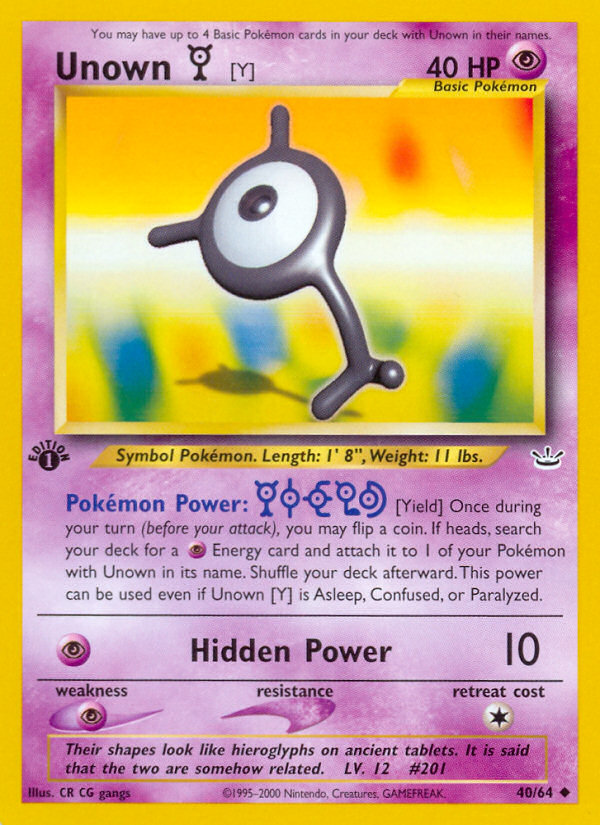 You may have up to 4 Basic Pokémon cards in your deck with Unown in their names.
Unown Y [Y] 40 HP
Basic Pokémon
EDITION 1
Symbol Pokémon. Length: 1' 8", Weight: 11 lbs.
Pokémon Power: YIELD [Yield] Once during
your turn (before your attack), you may flip a coin. If heads, search
your deck for a Energy card and attach it to 1 of your Pokémon
with Unown in its name. Shuffle your deck afterward. This power
can be used even if Unown [Y] is Asleep, Confused, or Paralyzed.
Hidden Power 10
weakness resistance retreat cost
Their shapes look like hieroglyphs on ancient tablets. It is said
that the two are somehow related. LV. 12 #201
Illus. CR CG gangs ©1995–2000 Nintendo, Creatures, GAMEFREAK. 40/64